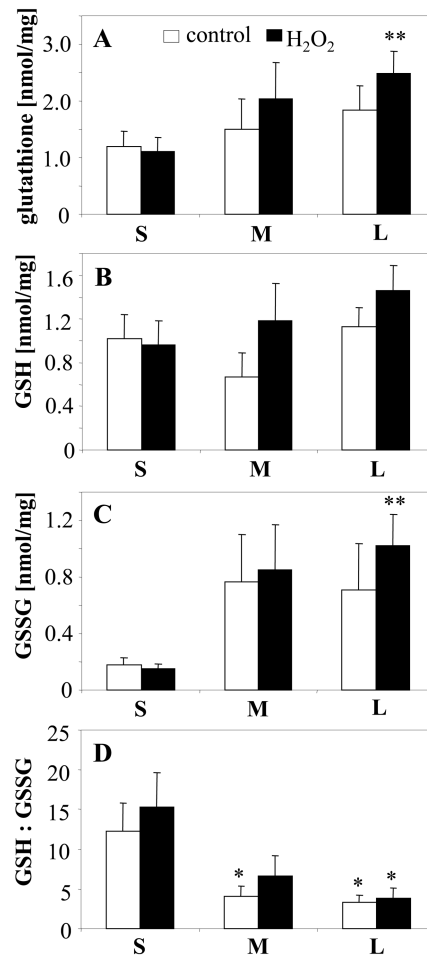 A
control
H₂O₂
**
glutathione [nmol/mg]
3.0
2.0
1.0
0
S M L
B
GSH [nmol/mg]
1.6
1.2
0.8
0.4
0
S M L
C
**
GSSG [nmol/mg]
1.2
0.8
0.4
0
S M L
D
GSH : GSSG
25
20
15
10
5
0
* * *
S M L